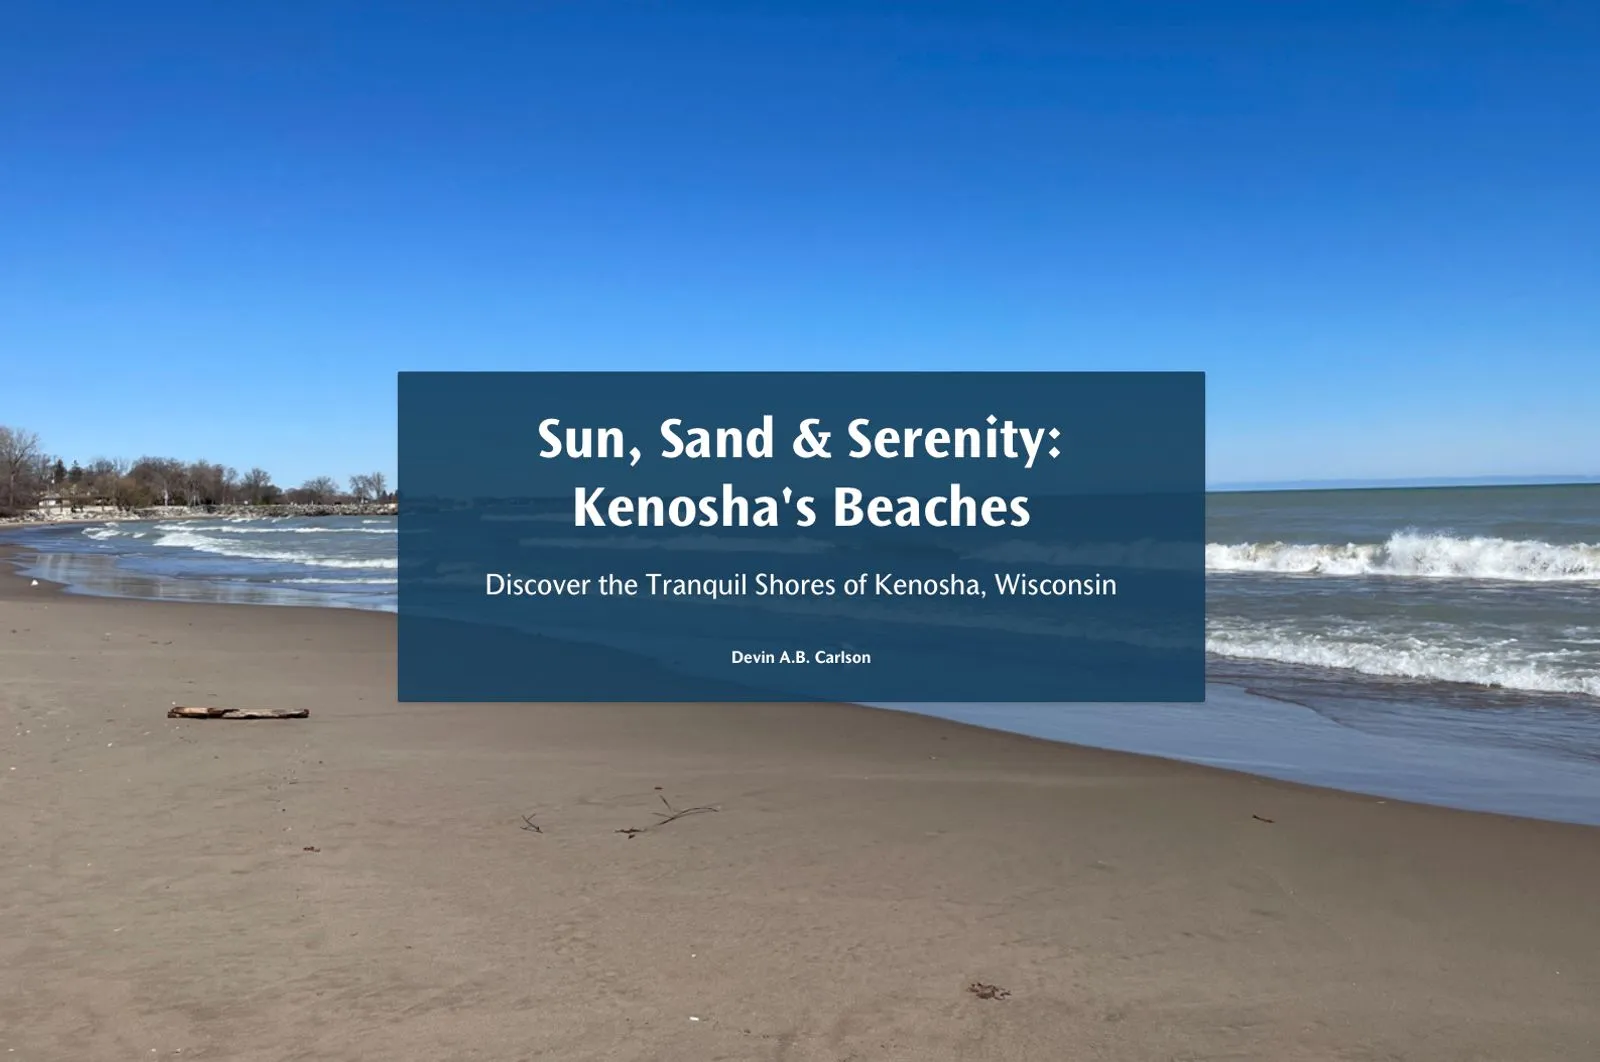 Sun, Sand & Serenity:
Kenosha's Beaches
Discover the Tranquil Shores of Kenosha, Wisconsin
Devin A.B. Carlson